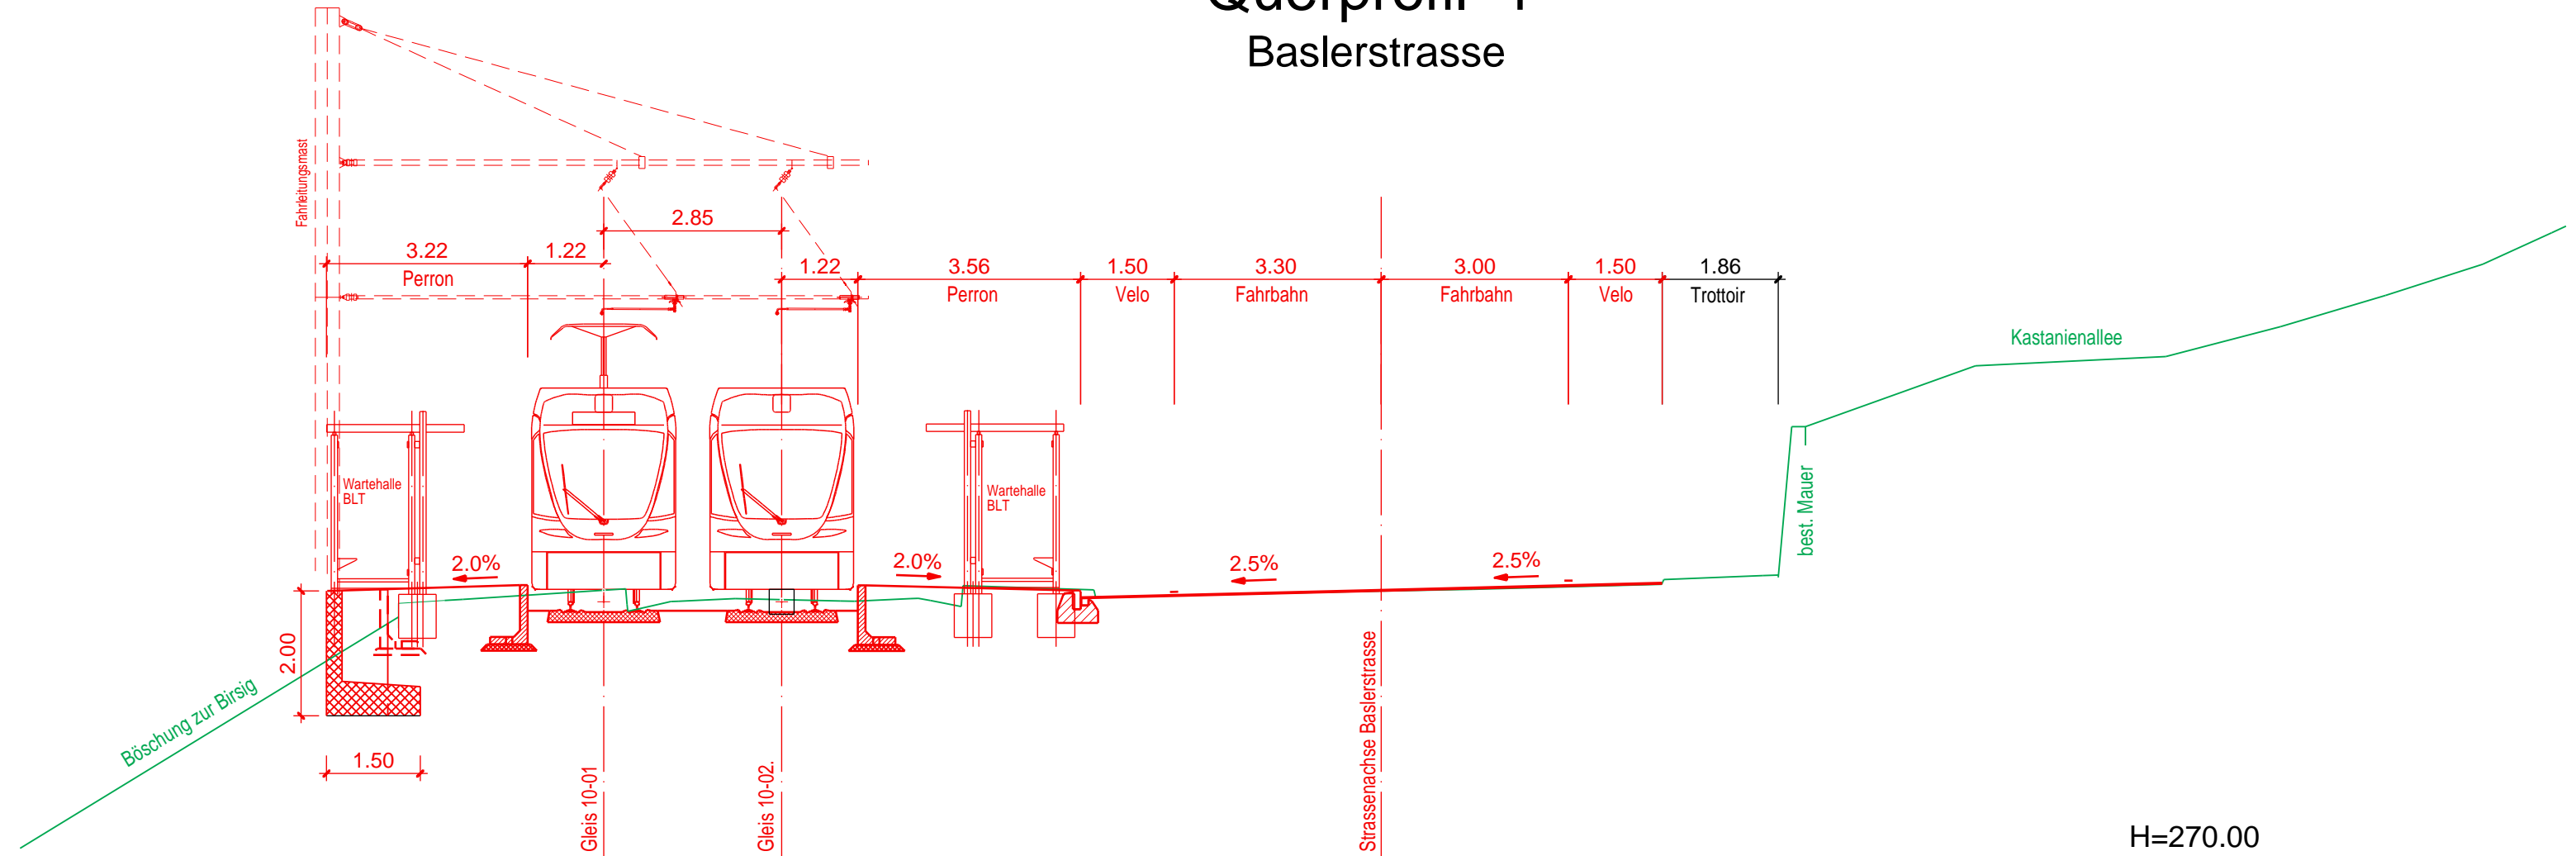 Baslerstrasse
Fahrleitungsmast
2.85
3.22
1.22
Perron
1.22
3.56
1.50
3.30
3.00
1.50
1.86
Perron
Velo
Fahrbahn
Fahrbahn
Velo
Trottoir
Kastanienallee
Wartehalle
BLT
Wartehalle
BLT
best. Mauer
2.0%
2.0%
2.5%
2.5%
2.00
Böschung zur Birsig
1.50
Gleis 10-01
Gleis 10-02.
Strassenachse Baslerstrasse
H=270.00